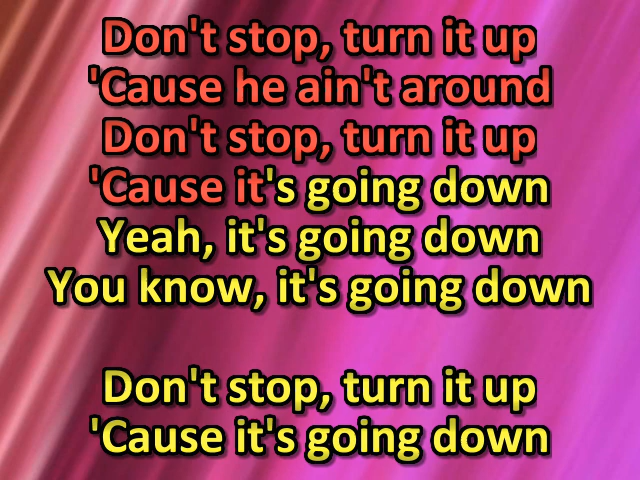 Don't stop, turn it up
'Cause he ain't around
Don't stop, turn it up
'Cause it's going down
Yeah, it's going down
You know, it's going down
Don't stop, turn it up
'Cause it's going down